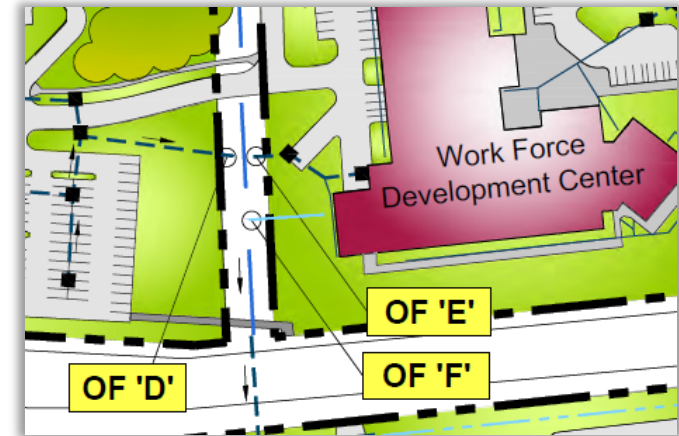 Work Force
Development Center
OF 'E'
OF 'D'
OF 'F'